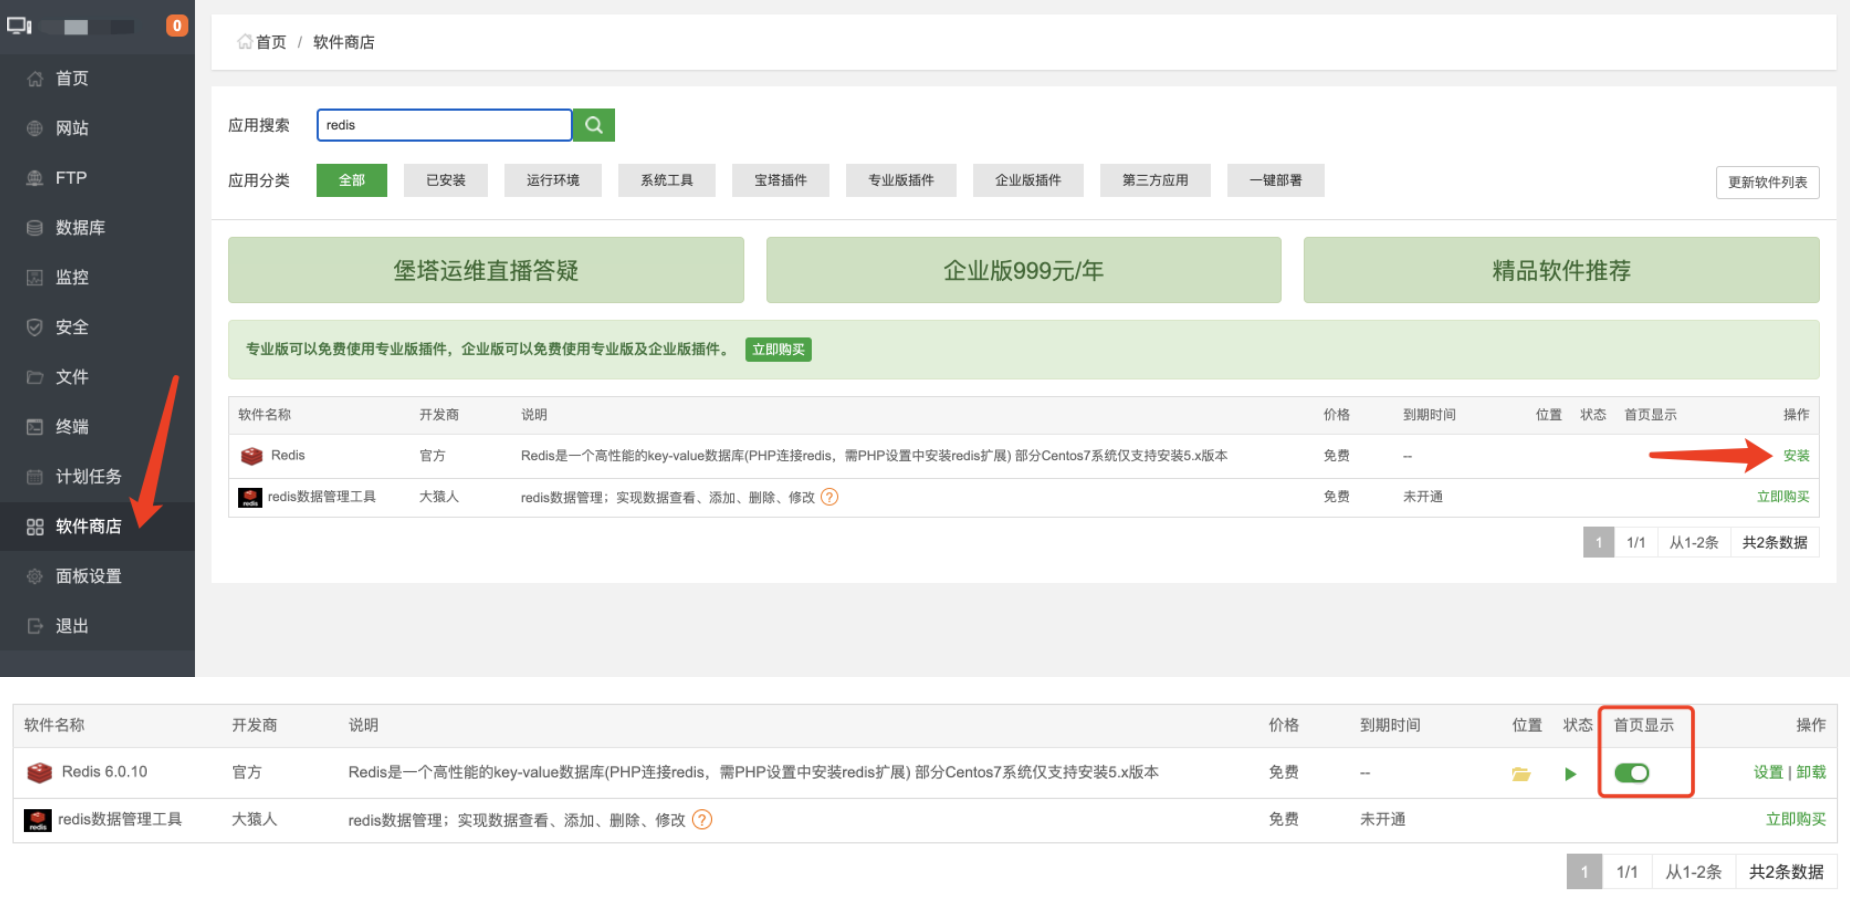 0
首页
网站
FTP
数据库
监控
安全
文件
终端
计划任务
软件商店
面板设置
退出
首页 / 软件商店
应用搜索 redis
应用分类 全部 已安装 运行环境 系统工具 宝塔插件 专业版插件 企业版插件 第三方应用 一键部署 更新软件列表
堡塔运维直播答疑 企业版999元/年 精品软件推荐
专业版可以免费使用专业版插件，企业版可以免费使用专业版及企业版插件。 立即购买
软件名称 开发商 说明 价格 到期时间 位置 状态 首页显示 操作
Redis 官方 Redis是一个高性能的key-value数据库(PHP连接redis，需PHP设置中安装redis扩展) 部分Centos7系统仅支持安装5.x版本 免费 -- 安装
redis redis数据管理工具 大猿人 redis数据管理；实现数据查看、添加、删除、修改 ? 免费 未开通 立即购买
1 1/1 从1-2条 共2条数据
软件名称 开发商 说明 价格 到期时间 位置 状态 首页显示 操作
Redis 6.0.10 官方 Redis是一个高性能的key-value数据库(PHP连接redis，需PHP设置中安装redis扩展) 部分Centos7系统仅支持安装5.x版本 免费 -- 设置 | 卸载
redis redis数据管理工具 大猿人 redis数据管理；实现数据查看、添加、删除、修改 ? 免费 未开通 立即购买
1 1/1 从1-2条 共2条数据